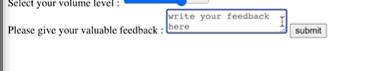 Select your volume level :
write your feedback
here
Please give your valuable feedback :
submit